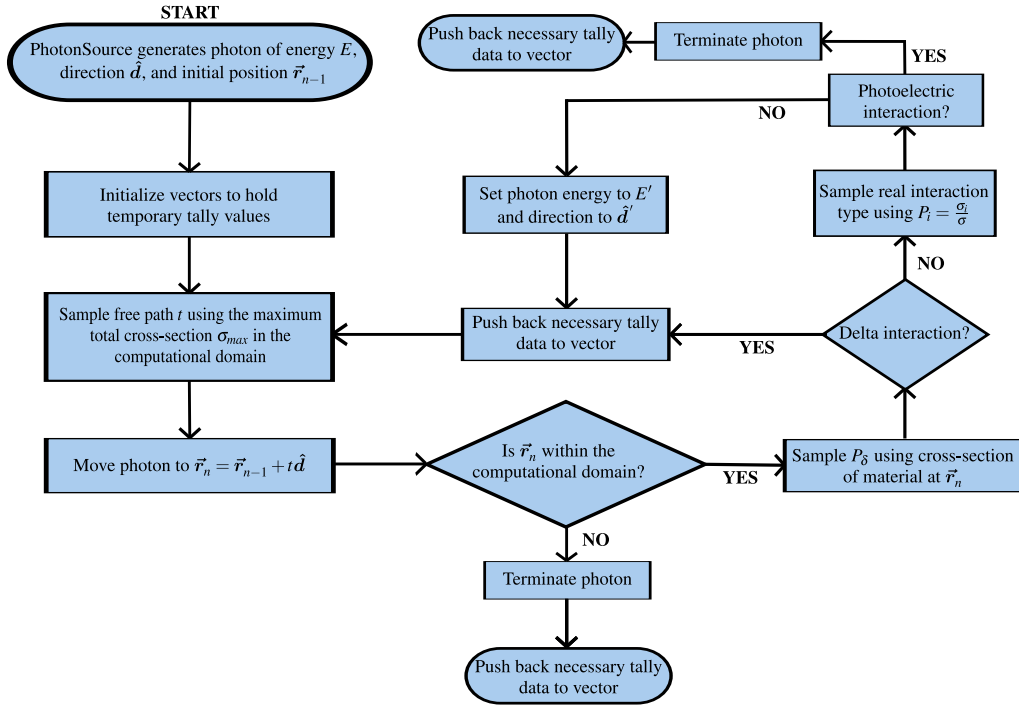 START
PhotonSource generates photon of energy E,
direction d̂, and initial position r⃗ₙ₋₁
Initialize vectors to hold
temporary tally values
Sample free path t using the maximum
total cross-section σ_max in the
computational domain
Move photon to r⃗ₙ = r⃗ₙ₋₁ + t d̂
Is r⃗ₙ within the
computational domain?
NO
Terminate photon
Push back necessary tally
data to vector
YES
Sample P_δ using cross-section
of material at r⃗ₙ
Delta interaction?
YES
Push back necessary tally
data to vector
NO
Sample real interaction
type using Pᵢ = σᵢ/σ
Photoelectric
interaction?
NO
Set photon energy to E′
and direction to d̂′
YES
Terminate photon
Push back necessary tally
data to vector